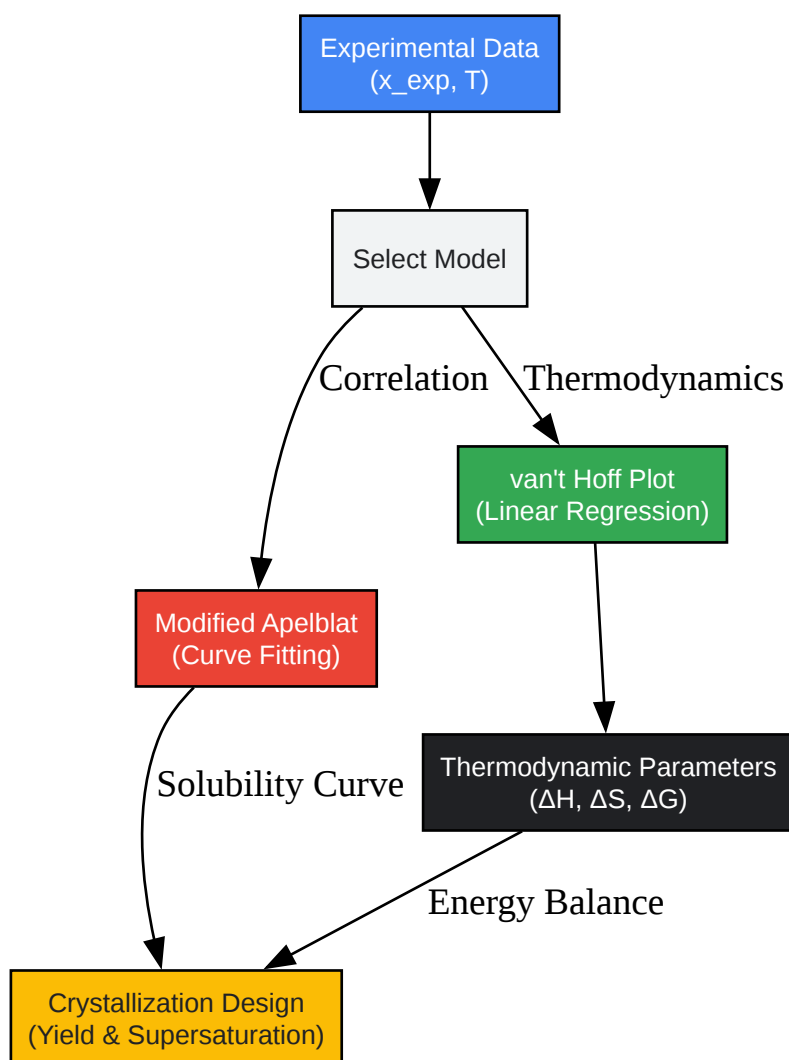 Experimental Data
(x_exp, T)
Select Model
Correlation
Thermodynamics
van't Hoff Plot
(Linear Regression)
Modified Apelblat
(Curve Fitting)
Thermodynamic Parameters
(ΔH, ΔS, ΔG)
Solubility Curve
Energy Balance
Crystallization Design
(Yield & Supersaturation)